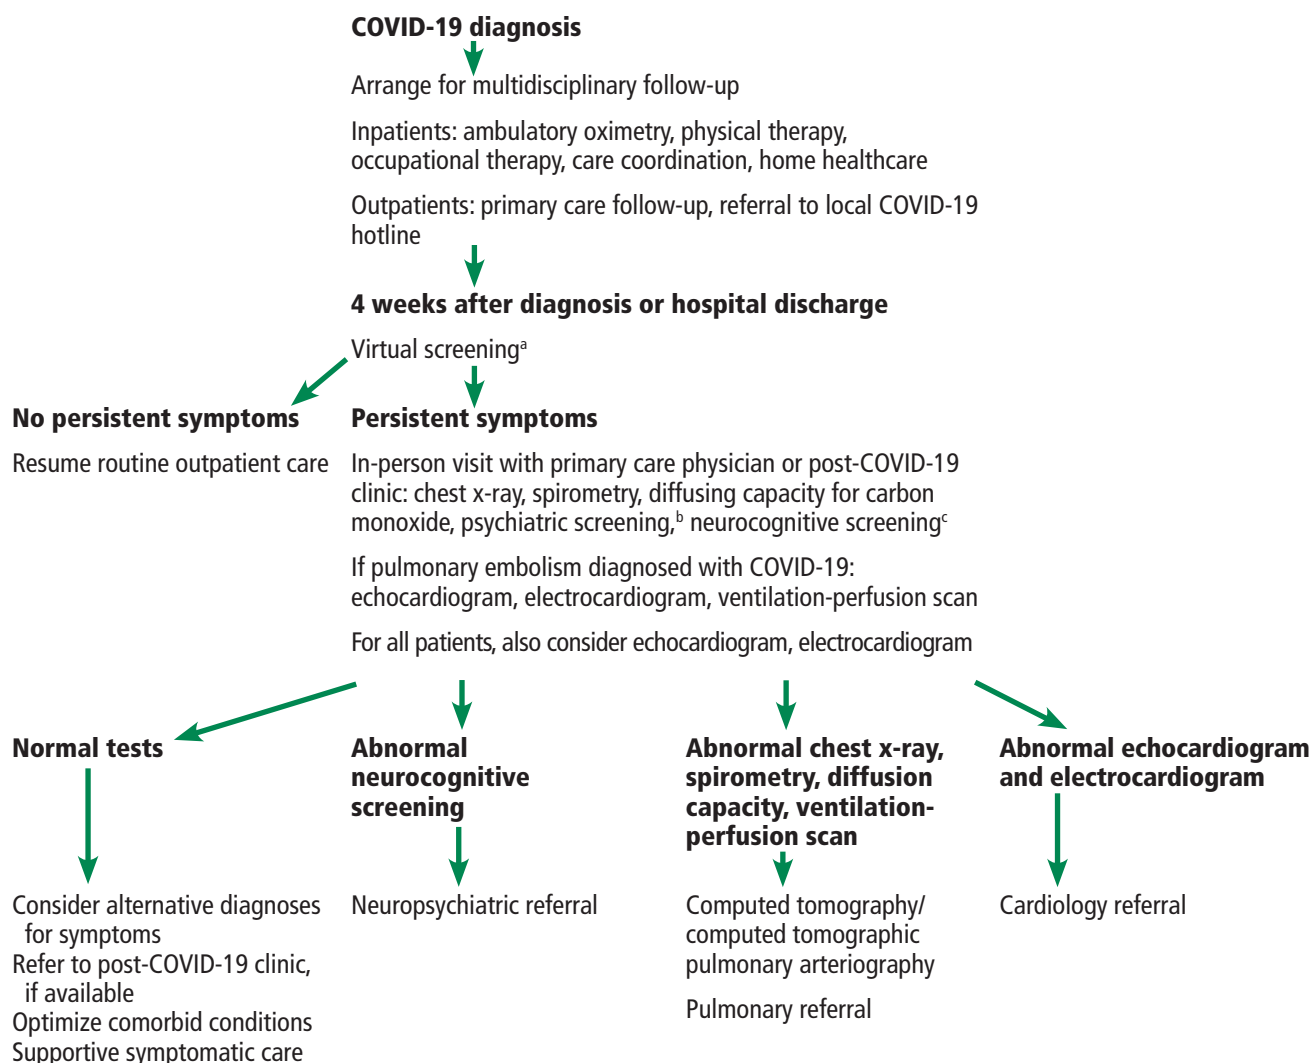 COVID-19 diagnosis
Arrange for multidisciplinary follow-up
Inpatients: ambulatory oximetry, physical therapy,
occupational therapy, care coordination, home healthcare
Outpatients: primary care follow-up, referral to local COVID-19
hotline
4 weeks after diagnosis or hospital discharge
Virtual screeningᵃ
No persistent symptoms
Resume routine outpatient care
Persistent symptoms
In-person visit with primary care physician or post-COVID-19
clinic: chest x-ray, spirometry, diffusing capacity for carbon
monoxide, psychiatric screening,ᵇ neurocognitive screeningᶜ
If pulmonary embolism diagnosed with COVID-19:
echocardiogram, electrocardiogram, ventilation-perfusion scan
For all patients, also consider echocardiogram, electrocardiogram
Normal tests
Consider alternative diagnoses
for symptoms
Refer to post-COVID-19 clinic,
if available
Optimize comorbid conditions
Supportive symptomatic care
Abnormal
neurocognitive
screening
Neuropsychiatric referral
Abnormal chest x-ray,
spirometry, diffusion
capacity, ventilation-
perfusion scan
Computed tomography/
computed tomographic
pulmonary arteriography
Pulmonary referral
Abnormal echocardiogram
and electrocardiogram
Cardiology referral